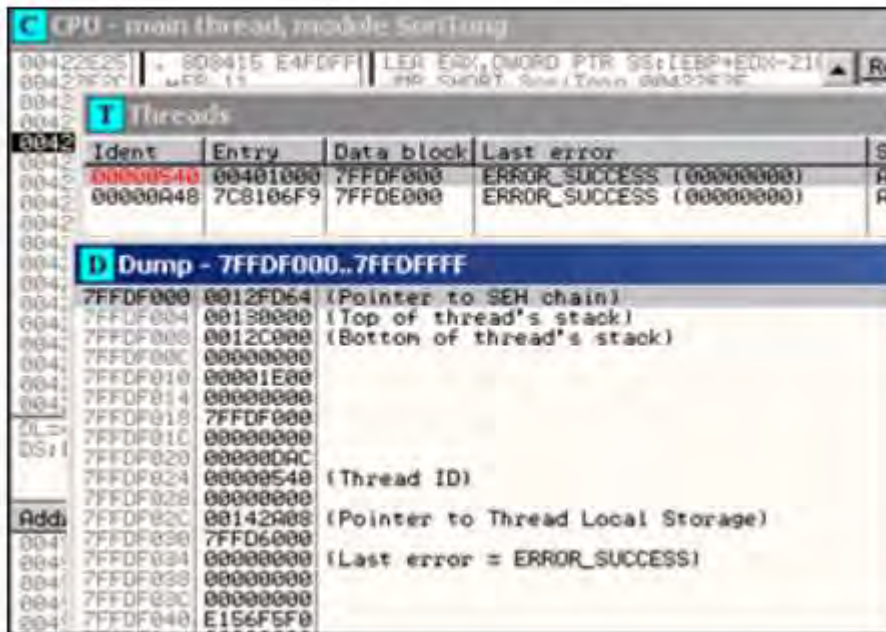 C CPU - main thread, module SonTung
00422E25 . 8D8415 E4FDFF LEA EAX,DWORD PTR SS:[EBP+EDX-21
T Threads
Ident Entry Data block Last error
00000540 00401000 7FFDF000 ERROR_SUCCESS (00000000)
00000A48 7C8106F9 7FFDE000 ERROR_SUCCESS (00000000)
D Dump - 7FFDF000..7FFDFFFF
7FFDF000 0012FD64 (Pointer to SEH chain)
7FFDF004 00130000 (Top of thread's stack)
7FFDF008 0012C000 (Bottom of thread's stack)
7FFDF00C 00000000
7FFDF010 00001E00
7FFDF014 00000000
7FFDF018 7FFDF000
7FFDF01C 00000000
7FFDF020 00000DAC
7FFDF024 00000540 (Thread ID)
7FFDF028 00000000
7FFDF02C 00142A08 (Pointer to Thread Local Storage)
7FFDF030 7FFD6000
7FFDF034 00000000 (Last error = ERROR_SUCCESS)
7FFDF038 00000000
7FFDF03C 00000000
7FFDF040 E156F5F0